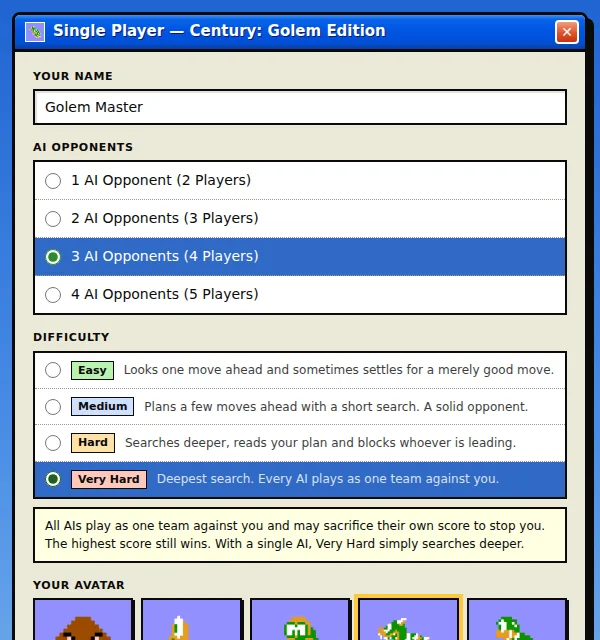 Single Player — Century: Golem Edition
YOUR NAME
Golem Master
AI OPPONENTS
1 AI Opponent (2 Players)
2 AI Opponents (3 Players)
3 AI Opponents (4 Players)
4 AI Opponents (5 Players)
DIFFICULTY
Easy Looks one move ahead and sometimes settles for a merely good move.
Medium Plans a few moves ahead with a short search. A solid opponent.
Hard Searches deeper, reads your plan and blocks whoever is leading.
Very Hard Deepest search. Every AI plays as one team against you.
All AIs play as one team against you and may sacrifice their own score to stop you.
The highest score still wins. With a single AI, Very Hard simply searches deeper.
YOUR AVATAR